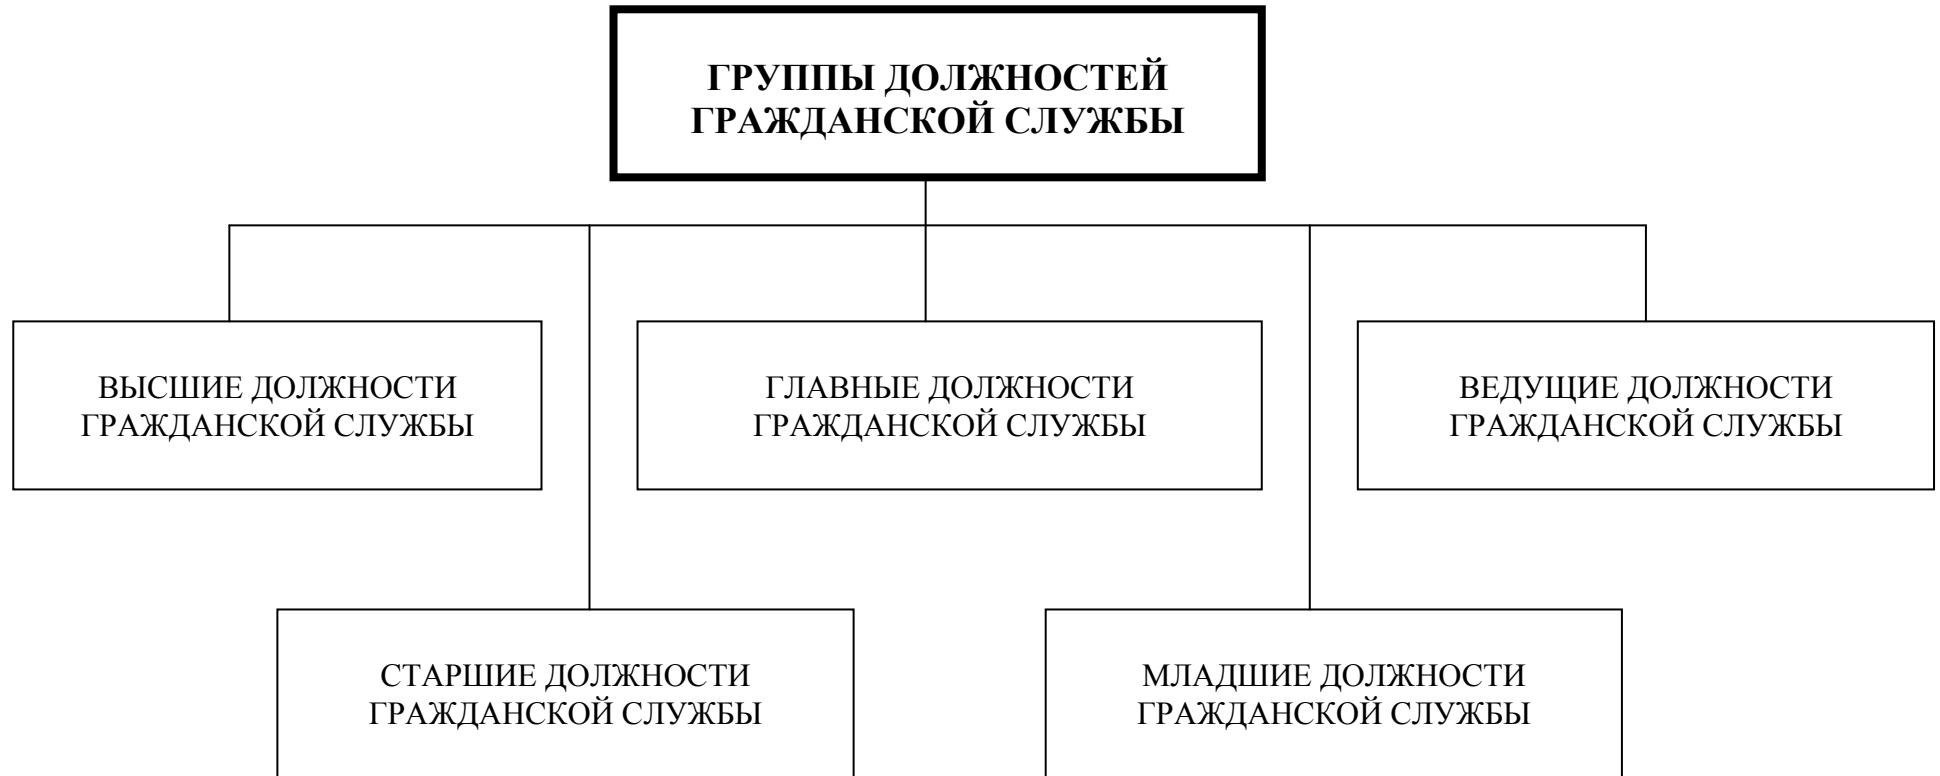 ГРУППЫ ДОЛЖНОСТЕЙ
ГРАЖДАНСКОЙ СЛУЖБЫ
ВЫСШИЕ ДОЛЖНОСТИ
ГРАЖДАНСКОЙ СЛУЖБЫ
ГЛАВНЫЕ ДОЛЖНОСТИ
ГРАЖДАНСКОЙ СЛУЖБЫ
ВЕДУЩИЕ ДОЛЖНОСТИ
ГРАЖДАНСКОЙ СЛУЖБЫ
СТАРШИЕ ДОЛЖНОСТИ
ГРАЖДАНСКОЙ СЛУЖБЫ
МЛАДШИЕ ДОЛЖНОСТИ
ГРАЖДАНСКОЙ СЛУЖБЫ